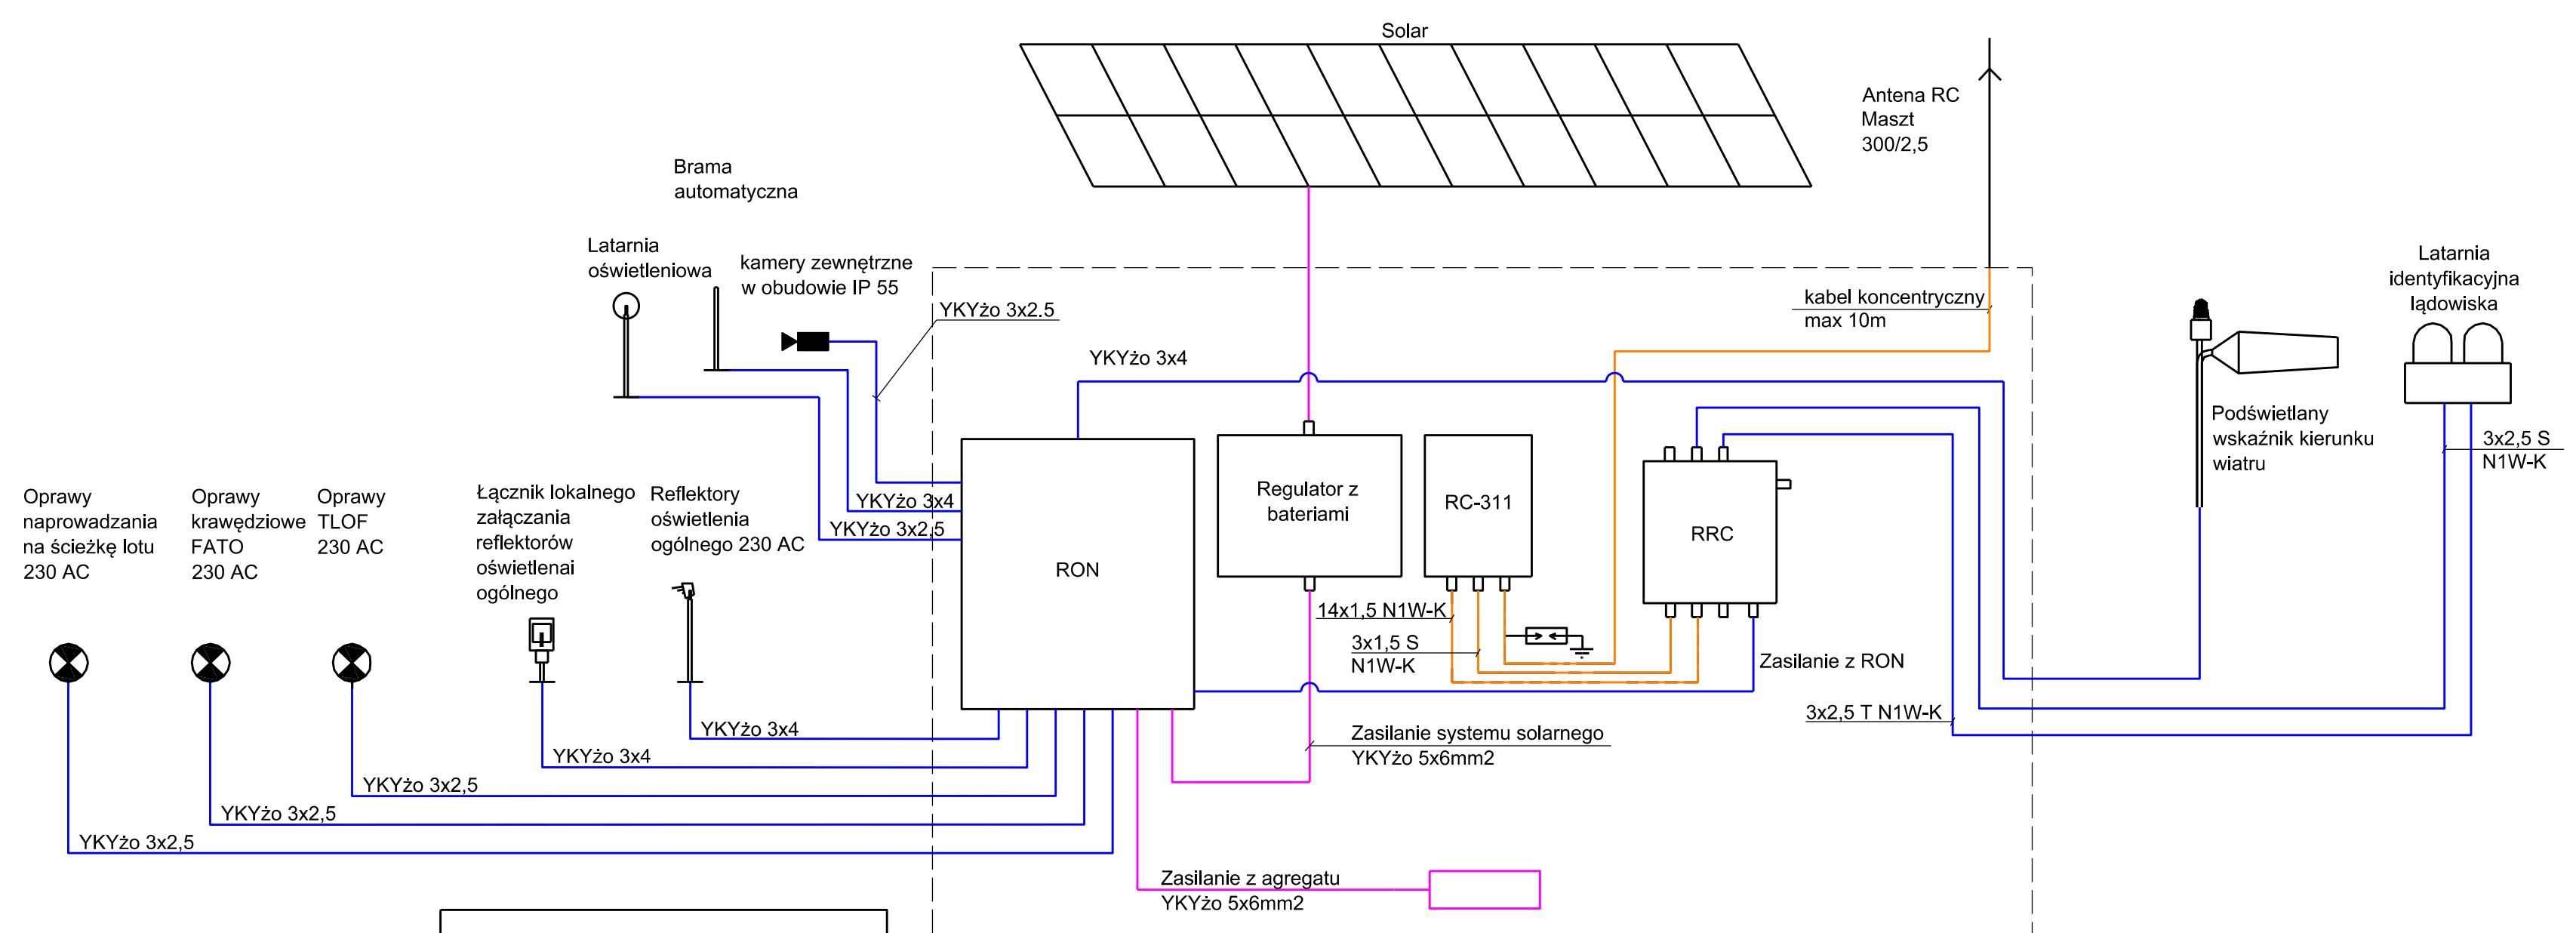 Solar
Antena RC
Maszt
300/2,5
Brama
automatyczna
Latarnia
oświetleniowa
kamery zewnętrzne
w obudowie IP 55
YKYżo 3x2.5
kabel koncentryczny
max 10m
Latarnia
identyfikacyjna
lądowiska
YKYżo 3x4
Podświetlany
wskaźnik kierunku
wiatru
3x2,5 S
N1W-K
Oprawy
naprowadzania
na ścieżkę lotu
230 AC
Oprawy
krawędziowe
FATO
230 AC
Oprawy
TLOF
230 AC
Łącznik lokalnego
załączania
reflektorów
oświetlenai
ogólnego
Reflektory
oświetlenia
ogólnego 230 AC
YKYżo 3x4
YKYżo 3x2,5
RON
Regulator z
bateriami
RC-311
RRC
14x1,5 N1W-K
3x1,5 S
N1W-K
Zasilanie z RON
3x2,5 T N1W-K
YKYżo 3x4
YKYżo 3x4
YKYżo 3x2,5
YKYżo 3x2,5
YKYżo 3x2,5
Zasilanie systemu solarnego
YKYżo 5x6mm2
Zasilanie z agregatu
YKYżo 5x6mm2